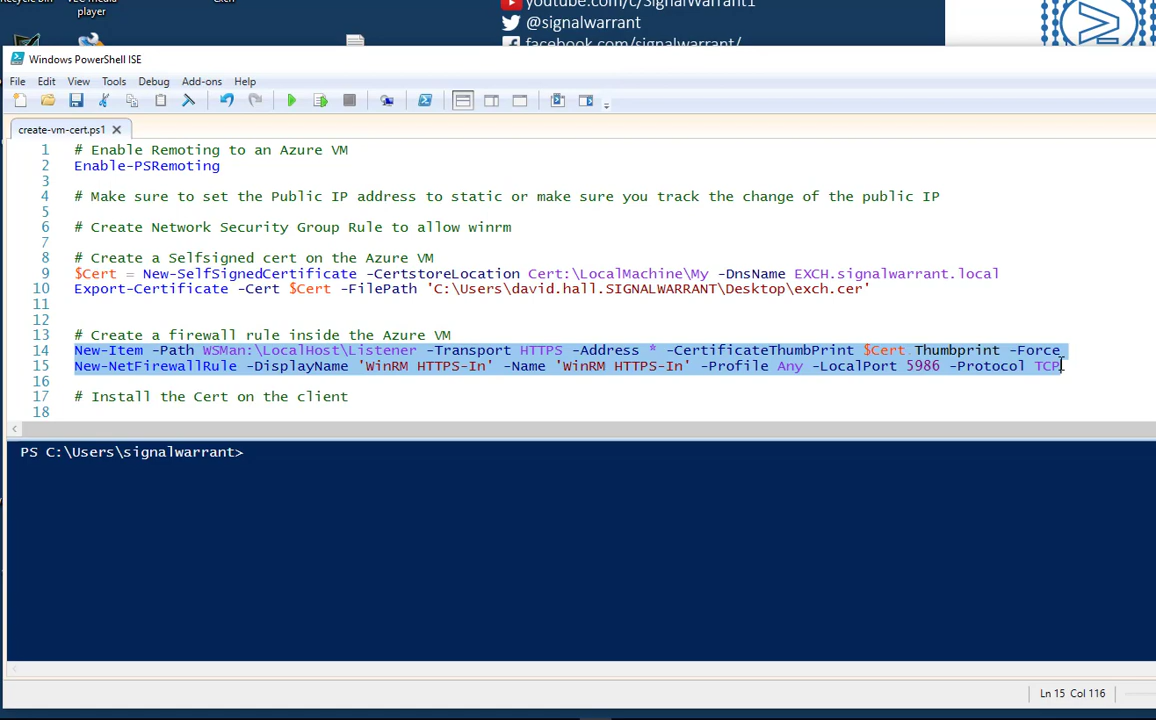 player
youtube.com/c/SignalWarrant1
@signalwarrant
facebook.com/signalwarrant/
Windows PowerShell ISE
File Edit View Tools Debug Add-ons Help
create-vm-cert.ps1
1 # Enable Remoting to an Azure VM
2 Enable-PSRemoting
3
4 # Make sure to set the Public IP address to static or make sure you track the change of the public IP
5
6 # Create Network Security Group Rule to allow winrm
7
8 # Create a Selfsigned cert on the Azure VM
9 $Cert = New-SelfSignedCertificate -CertstoreLocation Cert:\LocalMachine\My -DnsName EXCH.signalwarrant.local
10 Export-Certificate -Cert $Cert -FilePath 'C:\Users\david.hall.SIGNALWARRANT\Desktop\exch.cer'
11
12
13 # Create a firewall rule inside the Azure VM
14 New-Item -Path WSMan:\LocalHost\Listener -Transport HTTPS -Address * -CertificateThumbPrint $Cert.Thumbprint -Force
15 New-NetFirewallRule -DisplayName 'WinRM HTTPS-In' -Name 'WinRM HTTPS-In' -Profile Any -LocalPort 5986 -Protocol TCP
16
17 # Install the Cert on the client
18
PS C:\Users\signalwarrant>
Ln 15 Col 116